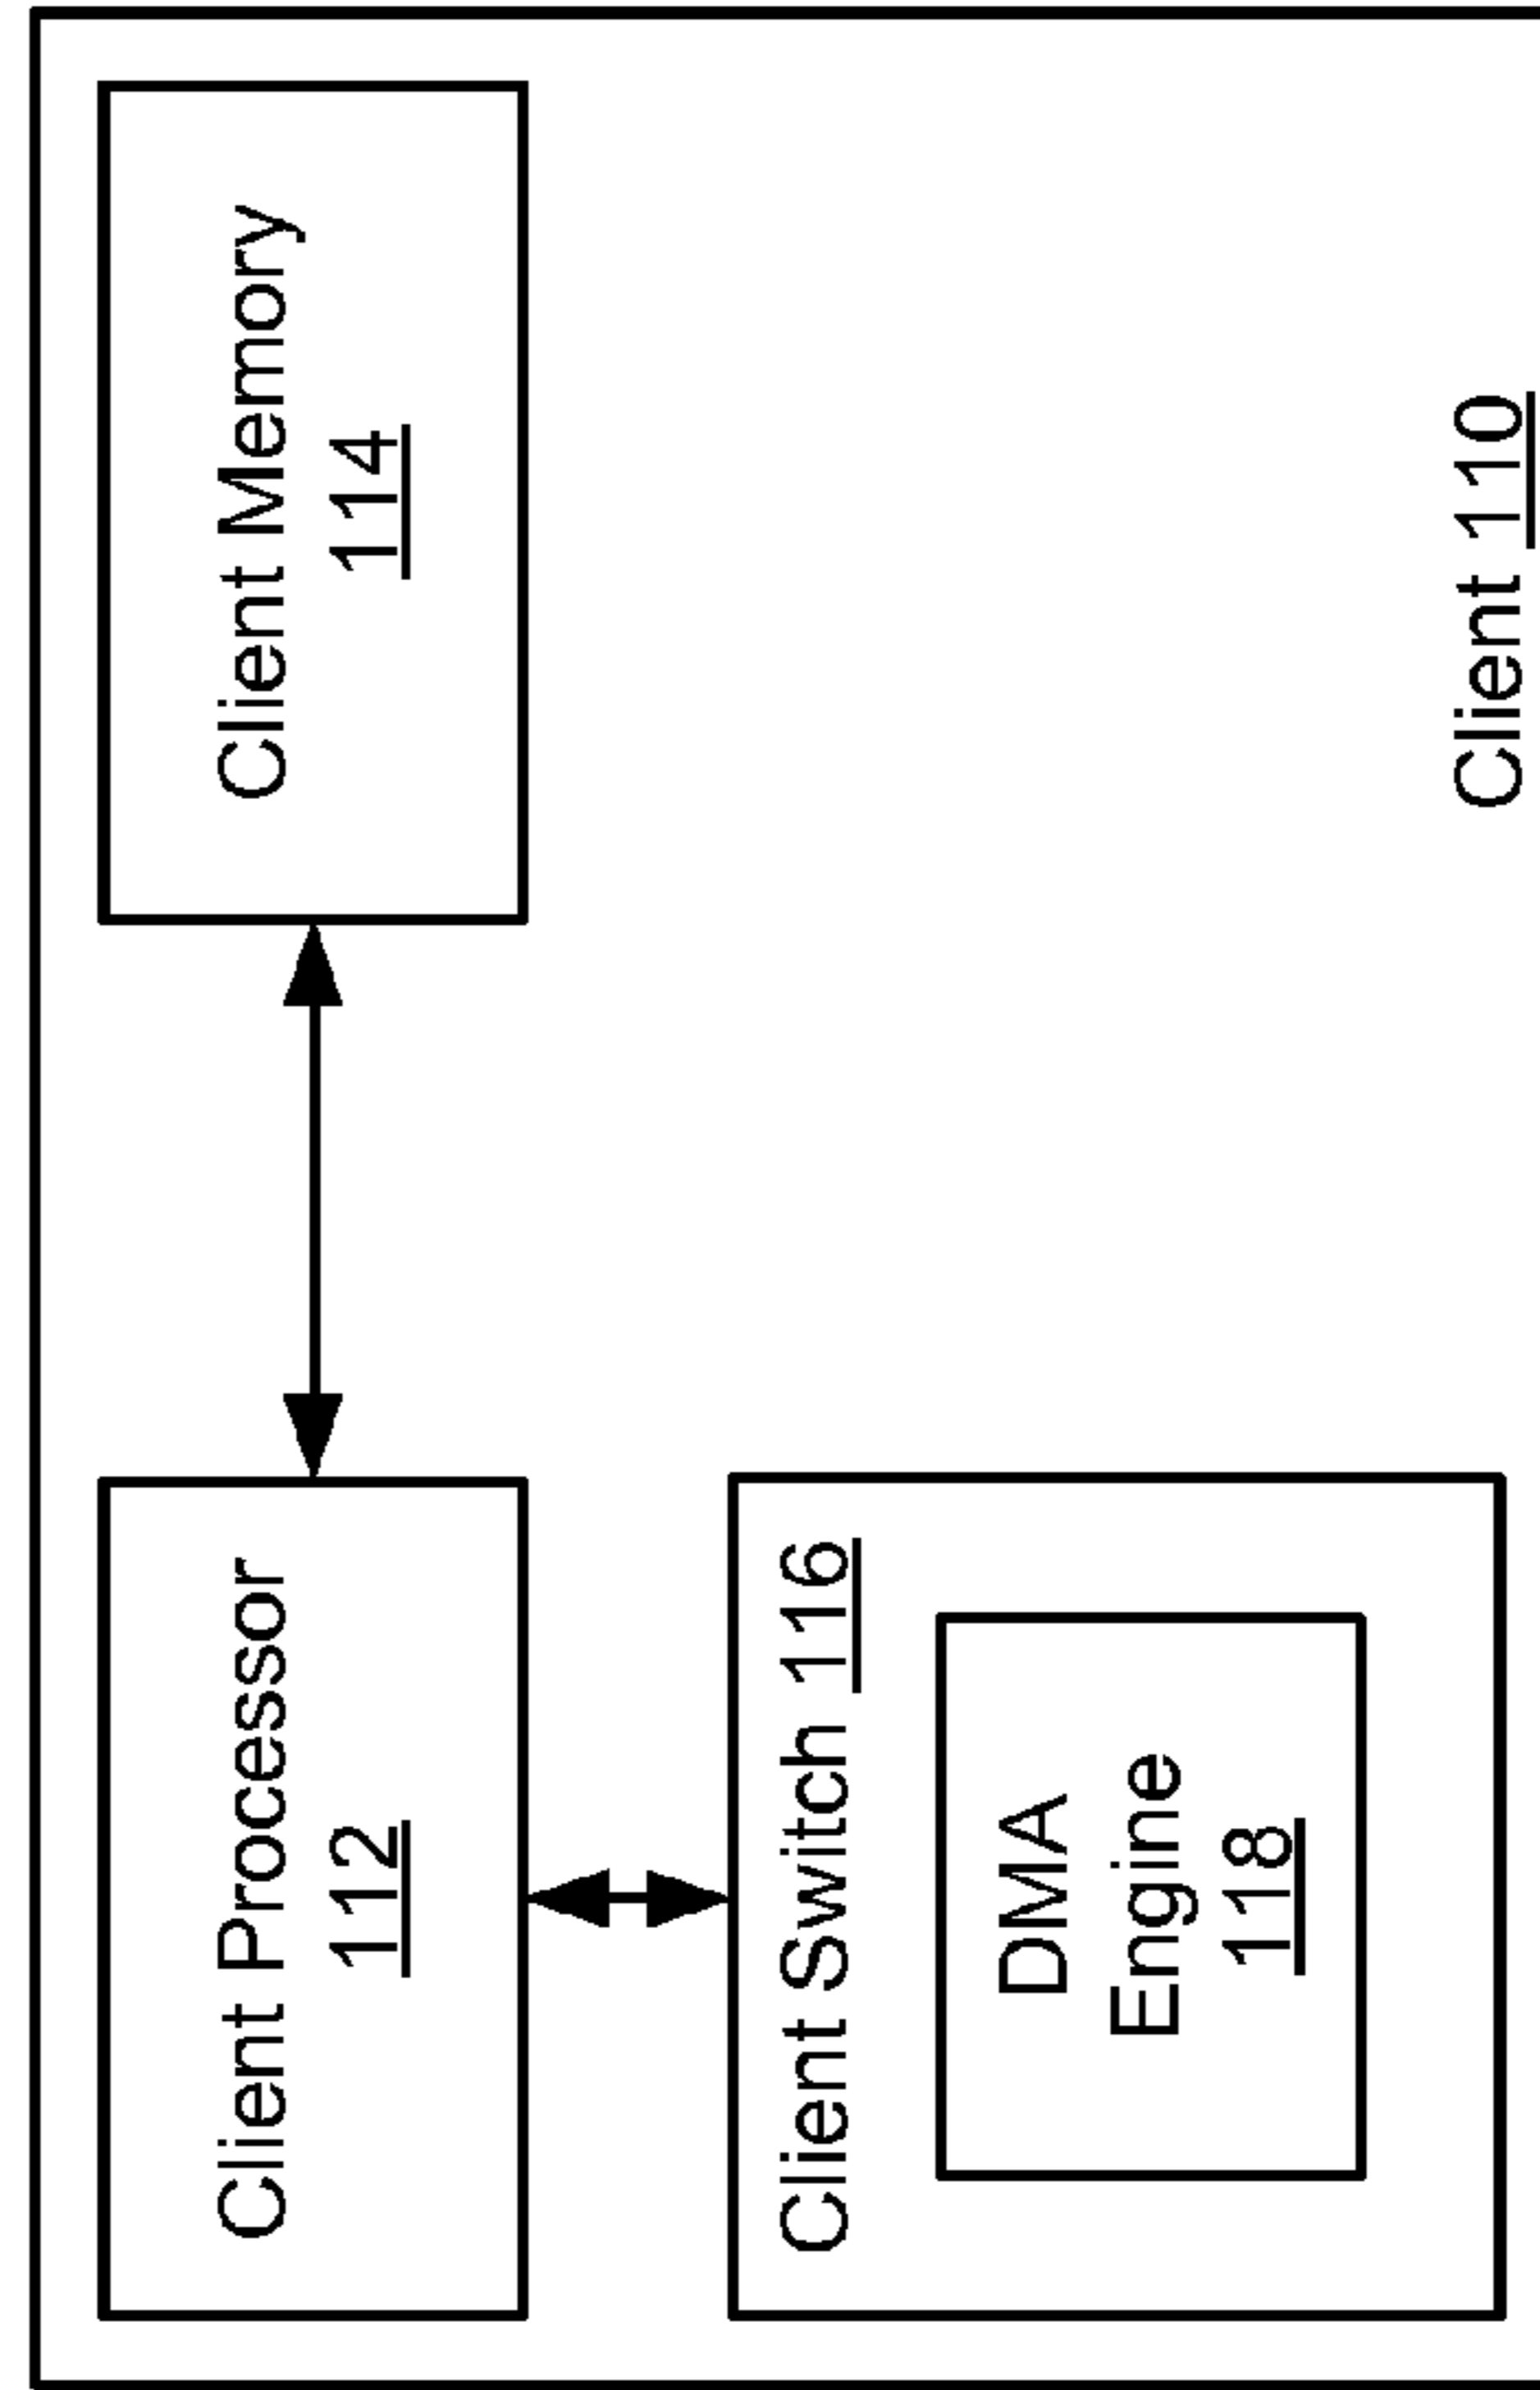 Client Processor
112
Client Memory
114
Client Switch 116
DMA
Engine
118
Client 110